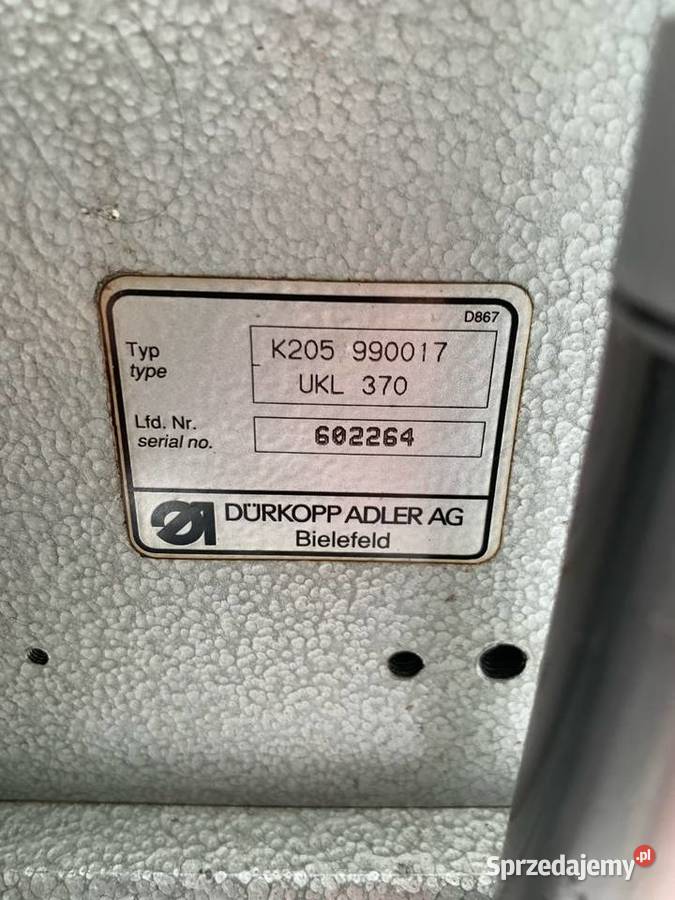 D867
Typ
type
K205 990017
UKL 370
Lfd. Nr.
serial no.
602264
DÜRKOPP ADLER AG
Bielefeld
Sprzedajemy.pl